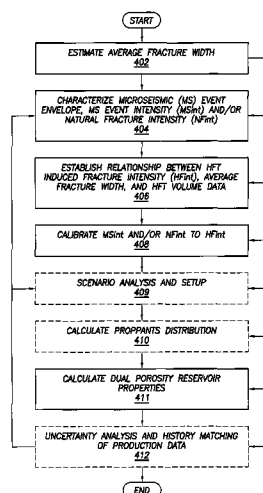 START
ESTIMATE AVERAGE FRACTURE WIDTH
402
CHARACTERIZE MICROSEISMIC (MS) EVENT
ENVELOPE, MS EVENT INTENSITY (MSint) AND/OR
NATURAL FRACTURE INTENSITY (NFint)
404
ESTABLISH RELATIONSHIP BETWEEN HFT
INDUCED FRACTURE INTENSITY (HFint), AVERAGE
FRACTURE WIDTH, AND HFT VOLUME DATA
406
CALIBRATE MSint AND/OR NFint TO HFint
408
SCENARIO ANALYSIS AND SETUP
409
CALCULATE PROPPANTS DISTRIBUTION
410
CALCULATE DUAL POROSITY RESERVOIR
PROPERTIES
411
UNCERTAINTY ANALYSIS AND HISTORY MATCHING
OF PRODUCTION DATA
412
END